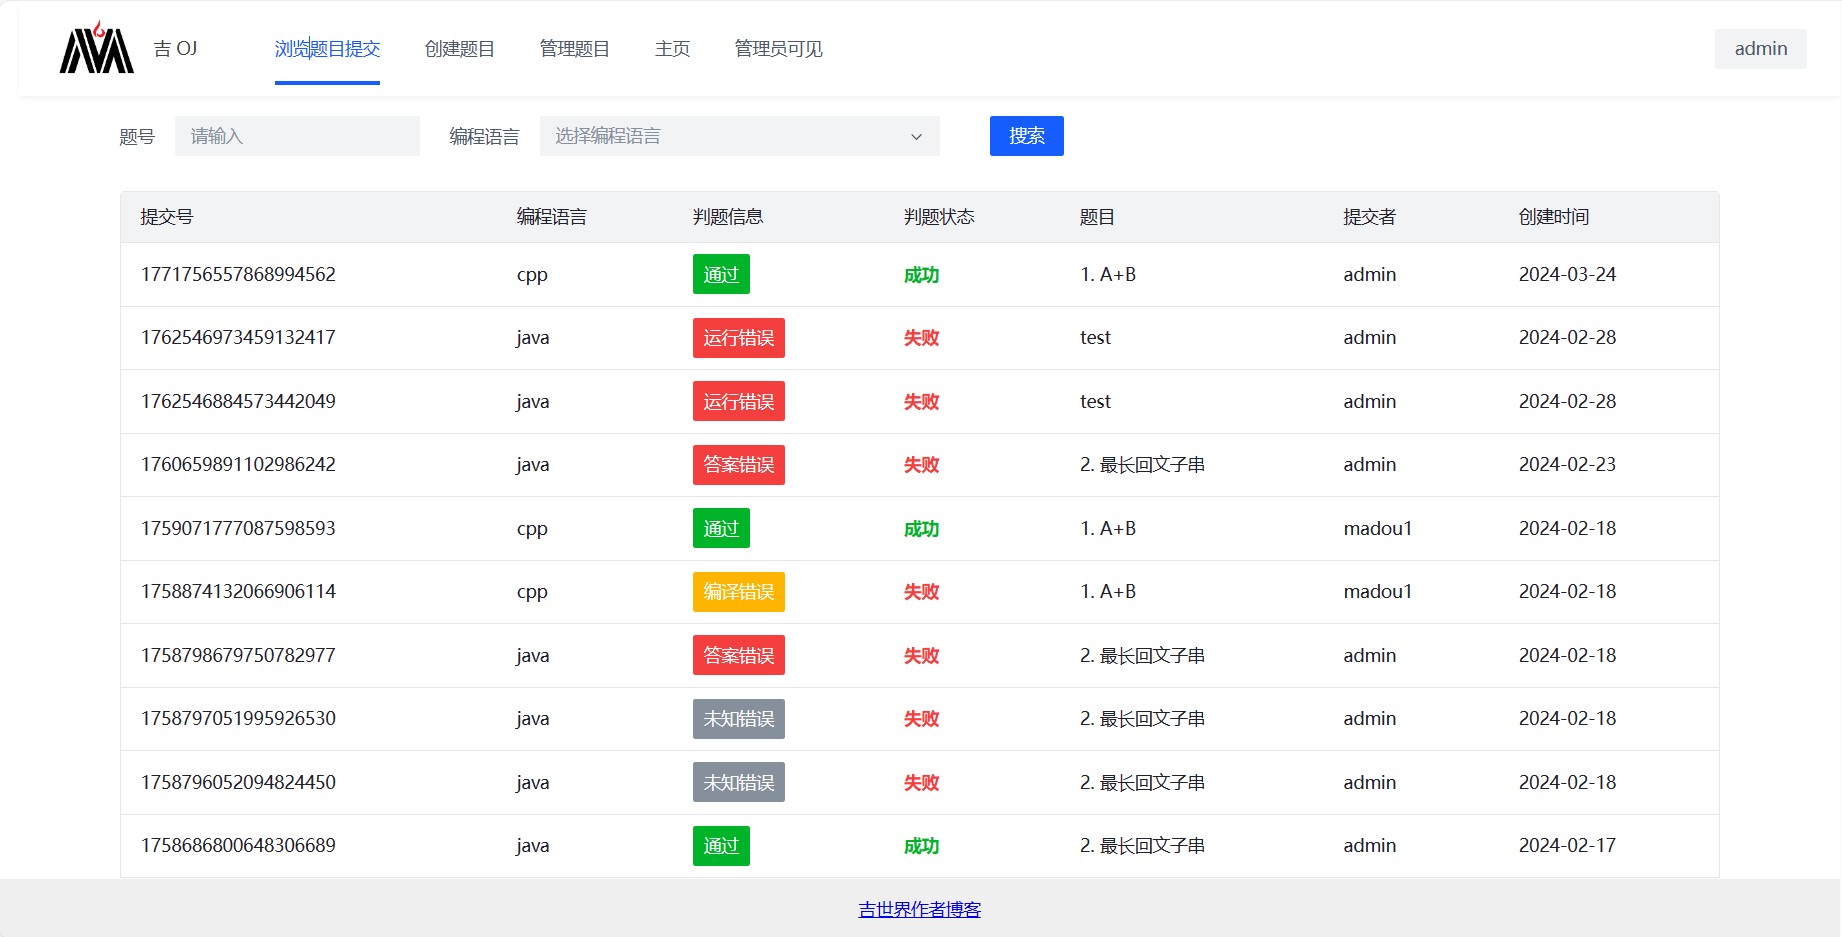 吉 OJ 浏览题目提交 创建题目 管理题目 主页 管理员可见 admin
题号 请输入 编程语言 选择编程语言 搜索
提交号 编程语言 判题信息 判题状态 题目 提交者 创建时间
1771756557868994562 cpp 通过 成功 1. A+B admin 2024-03-24
1762546973459132417 java 运行错误 失败 test admin 2024-02-28
1762546884573442049 java 运行错误 失败 test admin 2024-02-28
1760659891102986242 java 答案错误 失败 2. 最长回文子串 admin 2024-02-23
1759071777087598593 cpp 通过 成功 1. A+B madou1 2024-02-18
1758874132066906114 cpp 编译错误 失败 1. A+B madou1 2024-02-18
1758798679750782977 java 答案错误 失败 2. 最长回文子串 admin 2024-02-18
1758797051995926530 java 未知错误 失败 2. 最长回文子串 admin 2024-02-18
1758796052094824450 java 未知错误 失败 2. 最长回文子串 admin 2024-02-18
1758686800648306689 java 通过 成功 2. 最长回文子串 admin 2024-02-17
吉世界作者博客